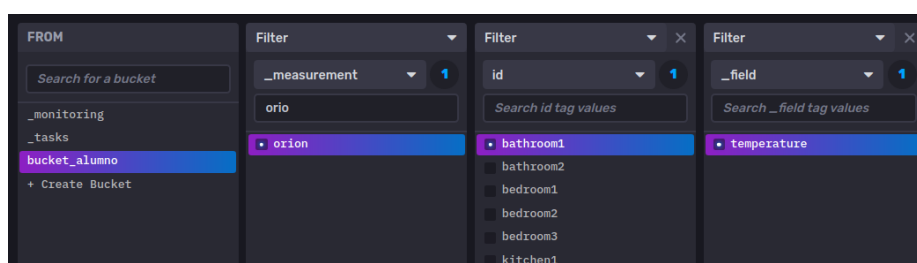 FROM
Search for a bucket
_monitoring
_tasks
bucket_alumno
+ Create Bucket
Filter
_measurement
1
orio
orion
Filter
id
1
Search id tag values
bathroom1
bathroom2
bedroom1
bedroom2
bedroom3
kitchen1
Filter
_field
1
Search _field tag values
temperature